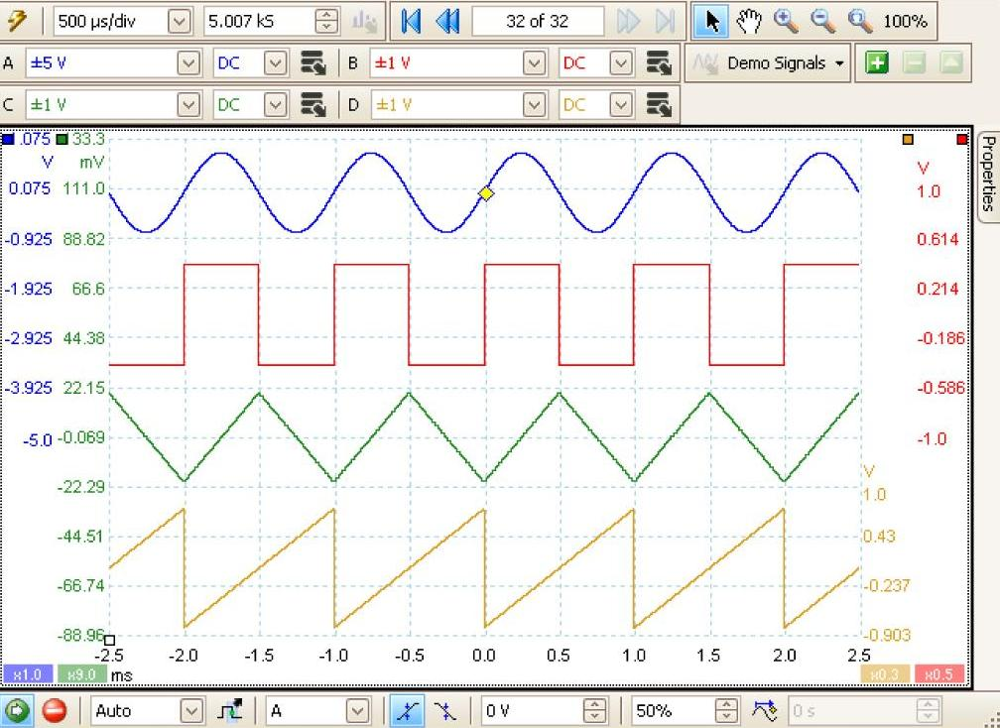 500 µs/div 5.007 kS 32 of 32 100%
A ±5 V DC B ±1 V DC Demo Signals
C ±1 V DC D ±1 V DC
.075 33.3
V mV V
0.075 111.0 1.0
-0.925 88.82 0.614
-1.925 66.6 0.214
-2.925 44.38 -0.186
-3.925 22.15 -0.586
-5.0 -0.069 -1.0
V
-22.29 1.0
-44.51 0.43
-66.74 -0.237
-88.96 -0.903
-2.5 -2.0 -1.5 -1.0 -0.5 0.0 0.5 1.0 1.5 2.0 2.5
x1.0 x9.0 ms x0.3 x0.5
Properties
Auto A 0 V 50% 0 s